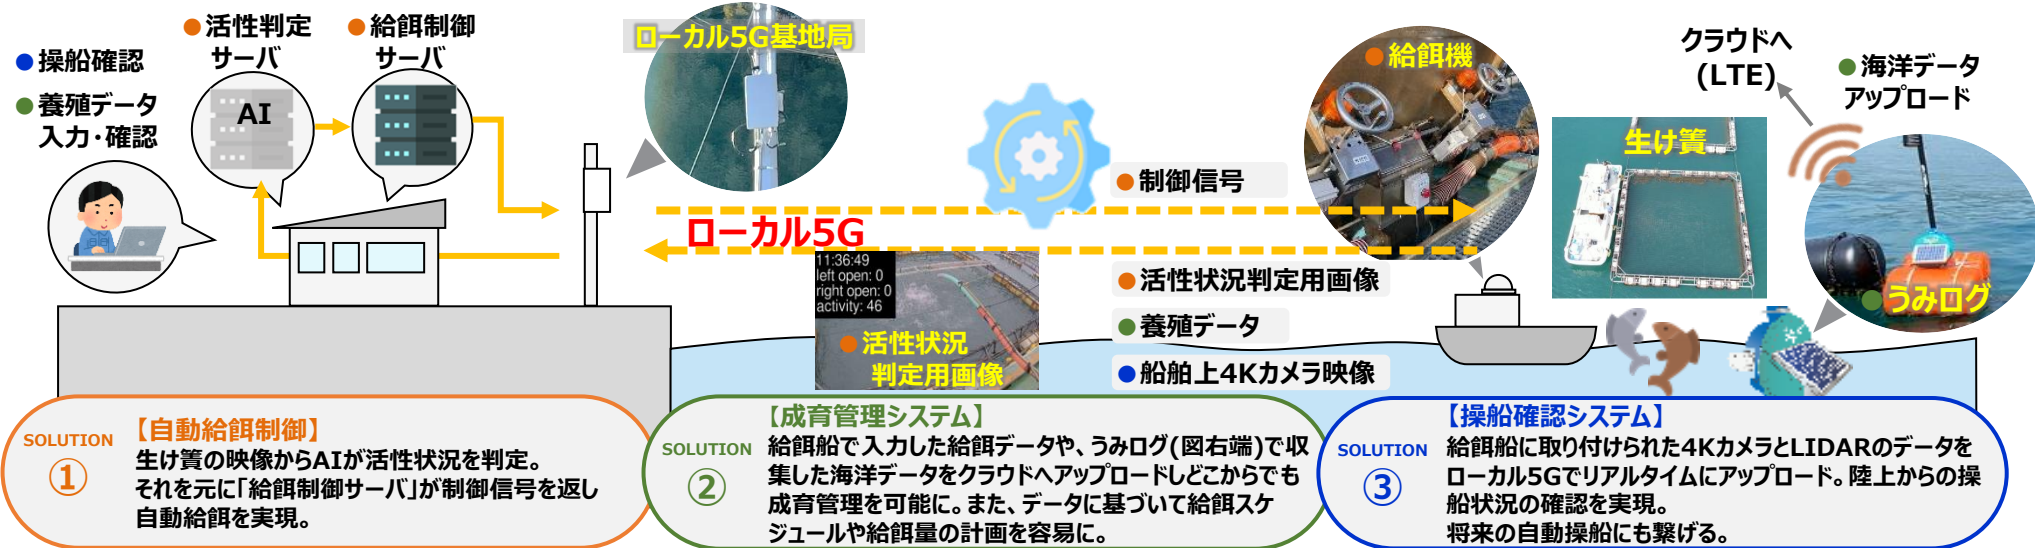 ●操船確認
●養殖データ
入力・確認
●活性判定
サーバ
●給餌制御
サーバ
AI
ローカル5G基地局
●給餌機
クラウドへ
(LTE)
●海洋データ
アップロード
生け簀
●うみログ
●制御信号
ローカル5G
11:36:49
left open: 0
right open: 0
activity: 46
●活性状況
判定用画像
●活性状況判定用画像
●養殖データ
●船舶上4Kカメラ映像
SOLUTION
①
【自動給餌制御】
生け簀の映像からAIが活性状況を判定。
それを元に「給餌制御サーバ」が制御信号を返し
自動給餌を実現。
SOLUTION
②
【成育管理システム】
給餌船で入力した給餌データや、うみログ(図右端)で収
集した海洋データをクラウドへアップロードしどこからでも
成育管理を可能に。また、データに基づいて給餌スケ
ジュールや給餌量の計画を容易に。
SOLUTION
③
【操船確認システム】
給餌船に取り付けられた4KカメラとLIDARのデータを
ローカル5Gでリアルタイムにアップロード。陸上からの操
船状況の確認を実現。
将来の自動操船にも繋げる。